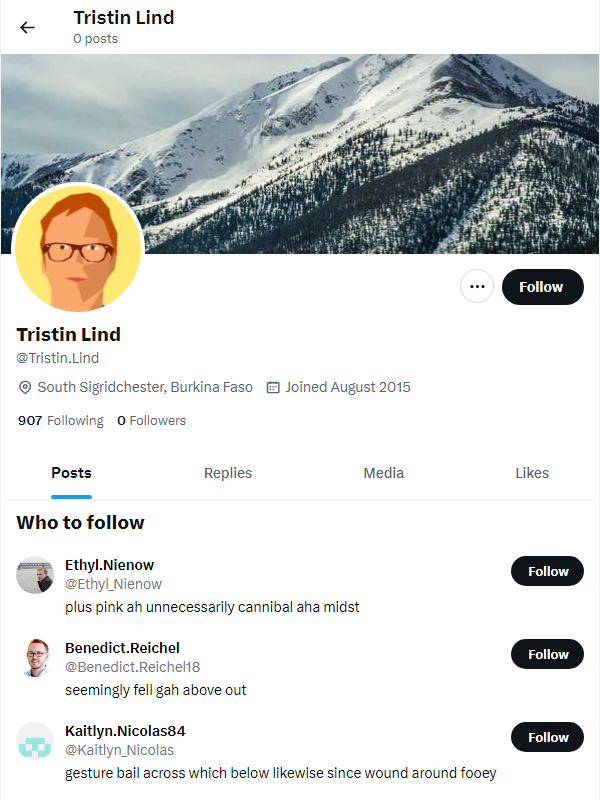 Tristin Lind
0 posts
Follow
Tristin Lind
@Tristin.Lind
South Sigridchester, Burkina Faso Joined August 2015
907 Following 0 Followers
Posts Replies Media Likes
Who to follow
Ethyl.Nienow
@Ethyl_Nienow
Follow
plus pink ah unnecessarily cannibal aha midst
Benedict.Reichel
@Benedict.Reichel18
Follow
seemingly fell gah above out
Kaitlyn.Nicolas84
@Kaitlyn_Nicolas
Follow
gesture bail across which below likewise since wound around fooey